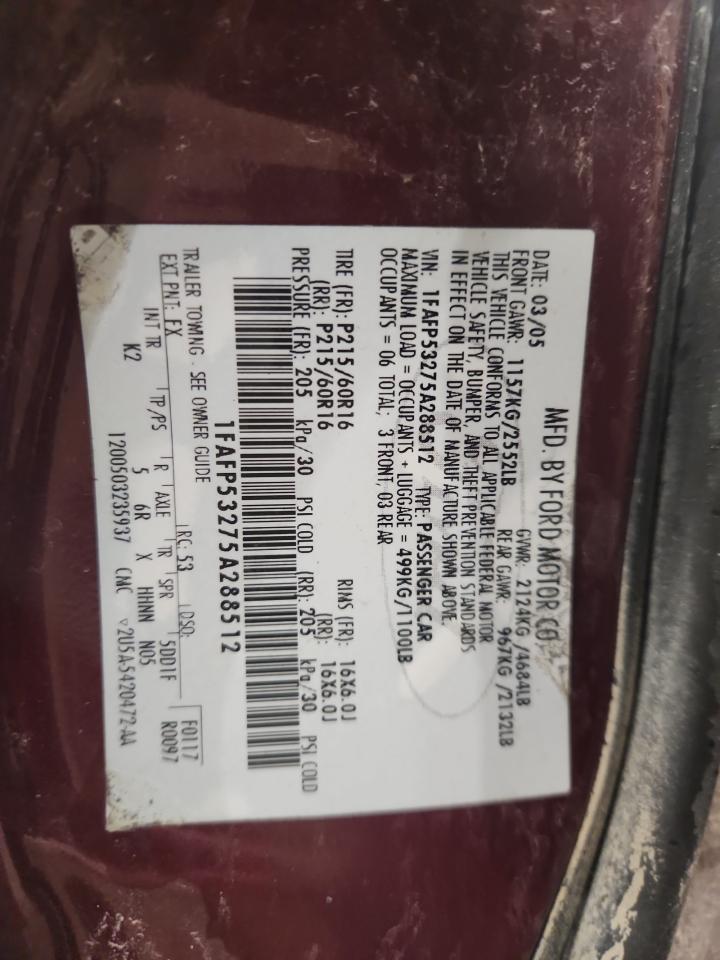 MFD. BY FORD MOTOR CO.
DATE: 03/05 GVWR: 2124KG /4684LB
FRONT GAWR: 1157KG/2552LB REAR GAWR: 967KG /2132LB
THIS VEHICLE CONFORMS TO ALL APPLICABLE FEDERAL MOTOR
VEHICLE SAFETY, BUMPER, AND THEFT PREVENTION STANDARDS
IN EFFECT ON THE DATE OF MANUFACTURE SHOWN ABOVE.
VIN: 1FAFP53275A288512 TYPE: PASSENGER CAR
MAXIMUM LOAD = OCCUPANTS + LUGGAGE = 499KG/1100LB
OCCUPANTS = 06 TOTAL; 3 FRONT, 03 REAR
TIRE (FR): P215/60R16 RIMS (FR): 16X6.0J
(RR): P215/60R16 (RR): 16X6.0J
PRESSURE (FR): 205 kPa/30 PSI COLD (RR): 205 kPa/30 PSI COLD
1FAFP53275A288512
TRAILER TOWING - SEE OWNER GUIDE
EXT PNT: FX RC: 53 DSO: F0117
INT TR TP/PS R AXLE TR SPR 5DD1F R0097
K2 5 6R X HHNN N05
1200503235937 CMC ▽2U5A5420472-AA